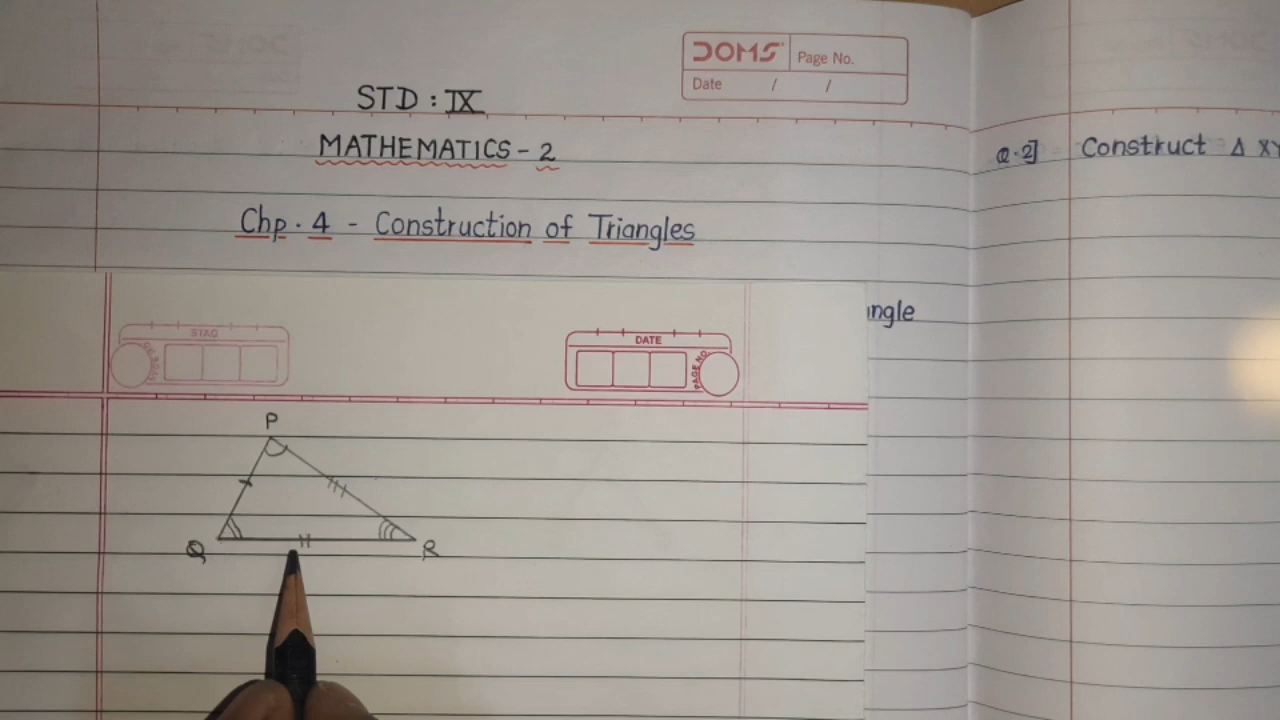 DOMS Page No.
Date / /
STD : IX
MATHEMATICS - 2
Chp. 4 - Construction of Triangles
Q.2] Construct Δ XY
ngle
DATE
PAGE NO
P
Q
R